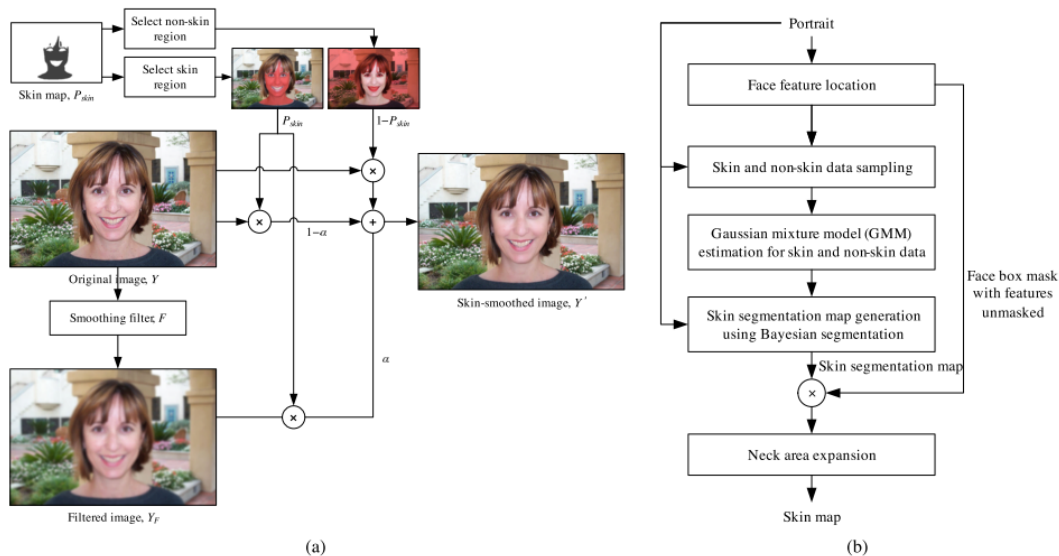 Select non-skin
region
Select skin
region
Skin map, P_skin
P_skin
1−P_skin
×
×
1−α
+
Original image, Y
Skin-smoothed image, Y′
Smoothing filter, F
α
×
Filtered image, Y_F
(a)
Portrait
Face feature location
Skin and non-skin data sampling
Gaussian mixture model (GMM)
estimation for skin and non-skin data
Face box mask
with features
unmasked
Skin segmentation map generation
using Bayesian segmentation
Skin segmentation map
×
Neck area expansion
Skin map
(b)